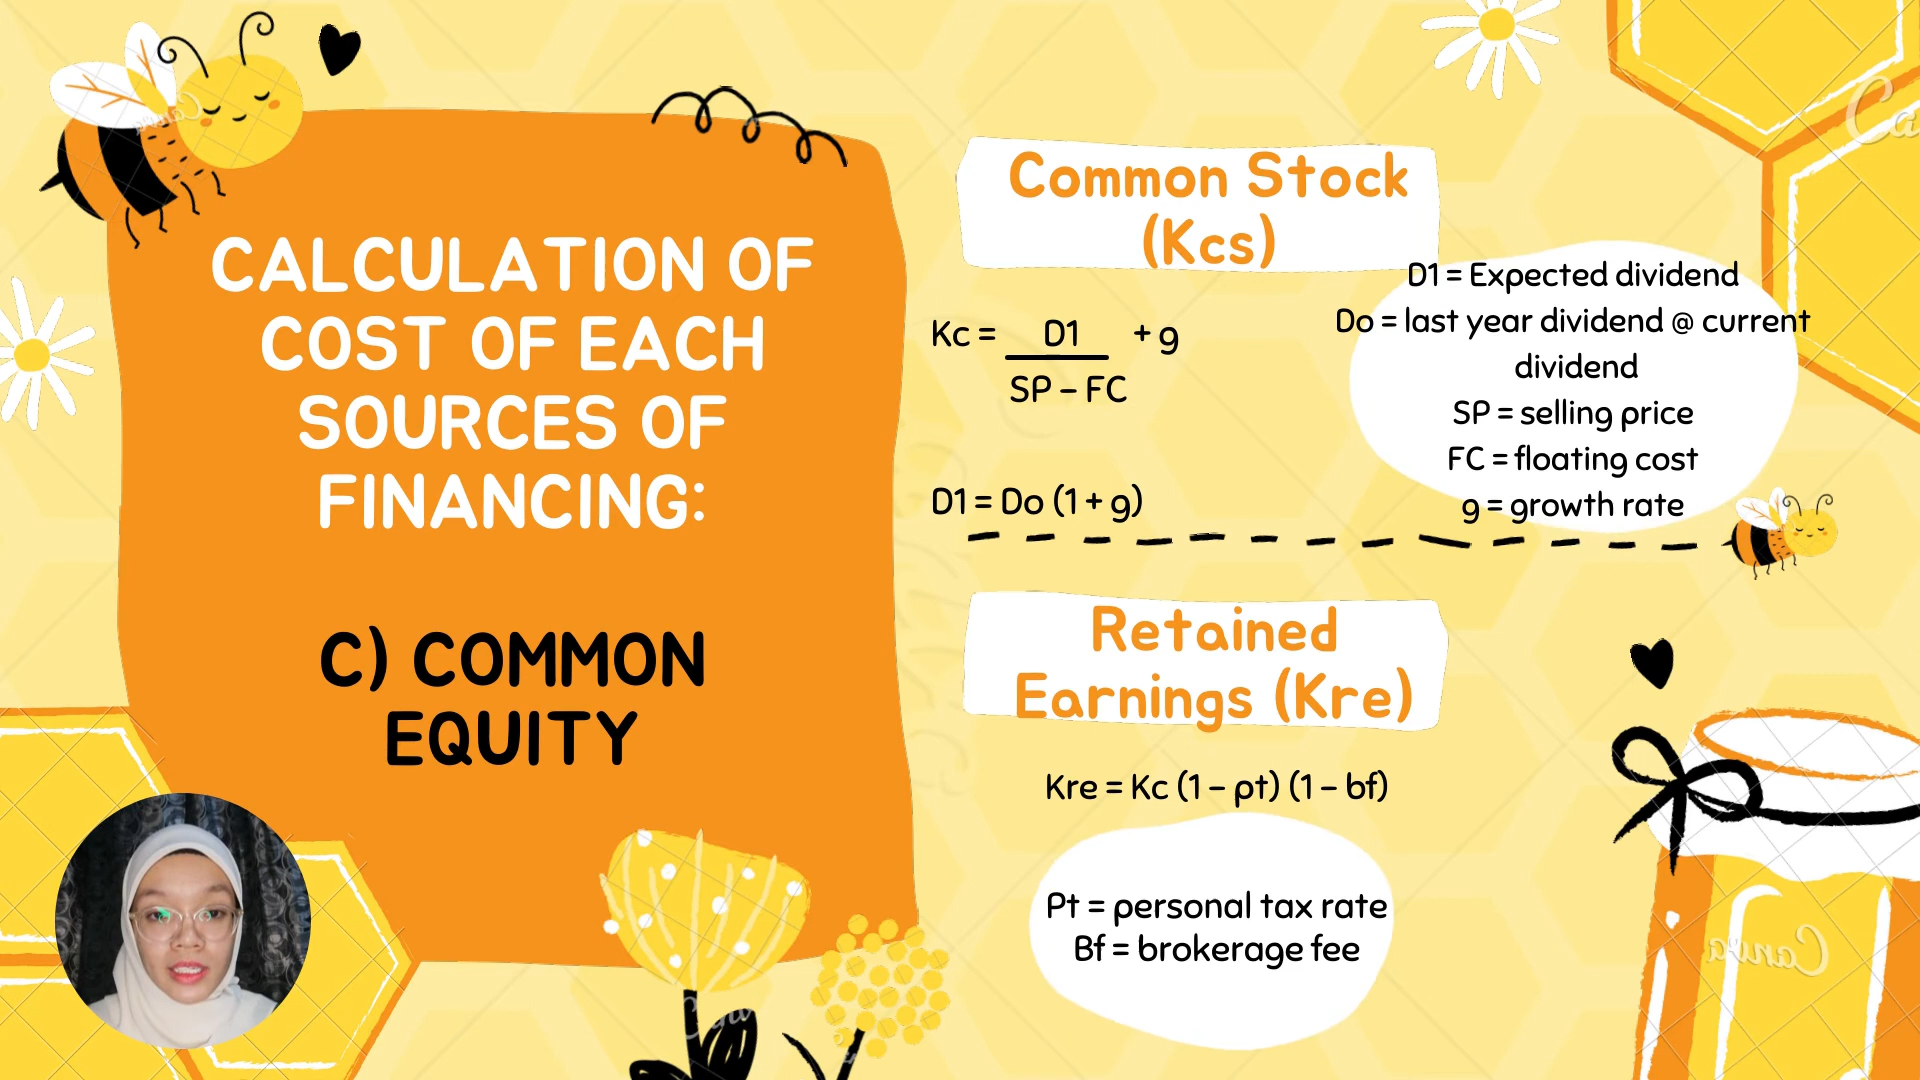 CALCULATION OF
COST OF EACH
SOURCES OF
FINANCING:
C) COMMON
EQUITY
Common Stock
(Kcs)
Kc = D1 + g
SP - FC
D1 = Do (1 + g)
D1 = Expected dividend
Do = last year dividend @ current
dividend
SP = selling price
FC = floating cost
g = growth rate
Retained
Earnings (Kre)
Kre = Kc (1 - pt) (1 - bf)
Pt = personal tax rate
Bf = brokerage fee
Canva
Canva